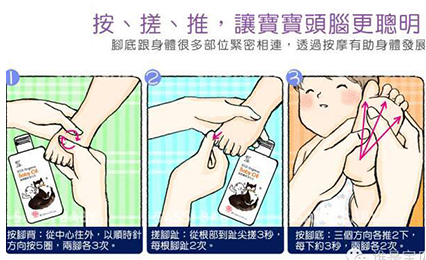 按、搓、推，讓寶寶頭腦更聰明
腳底跟身體很多部位緊密相連，透過按摩有助身體發展
1
2
3
Baby Oil
Baby Oil
按腳背：從中心往外，以順時針
方向按5圈，兩腳各3次。
搓腳趾：從根部到趾尖搓3秒，
每根腳趾2次。
按腳底：三個方向各推2下，
每下約3秒，兩腳各2次。